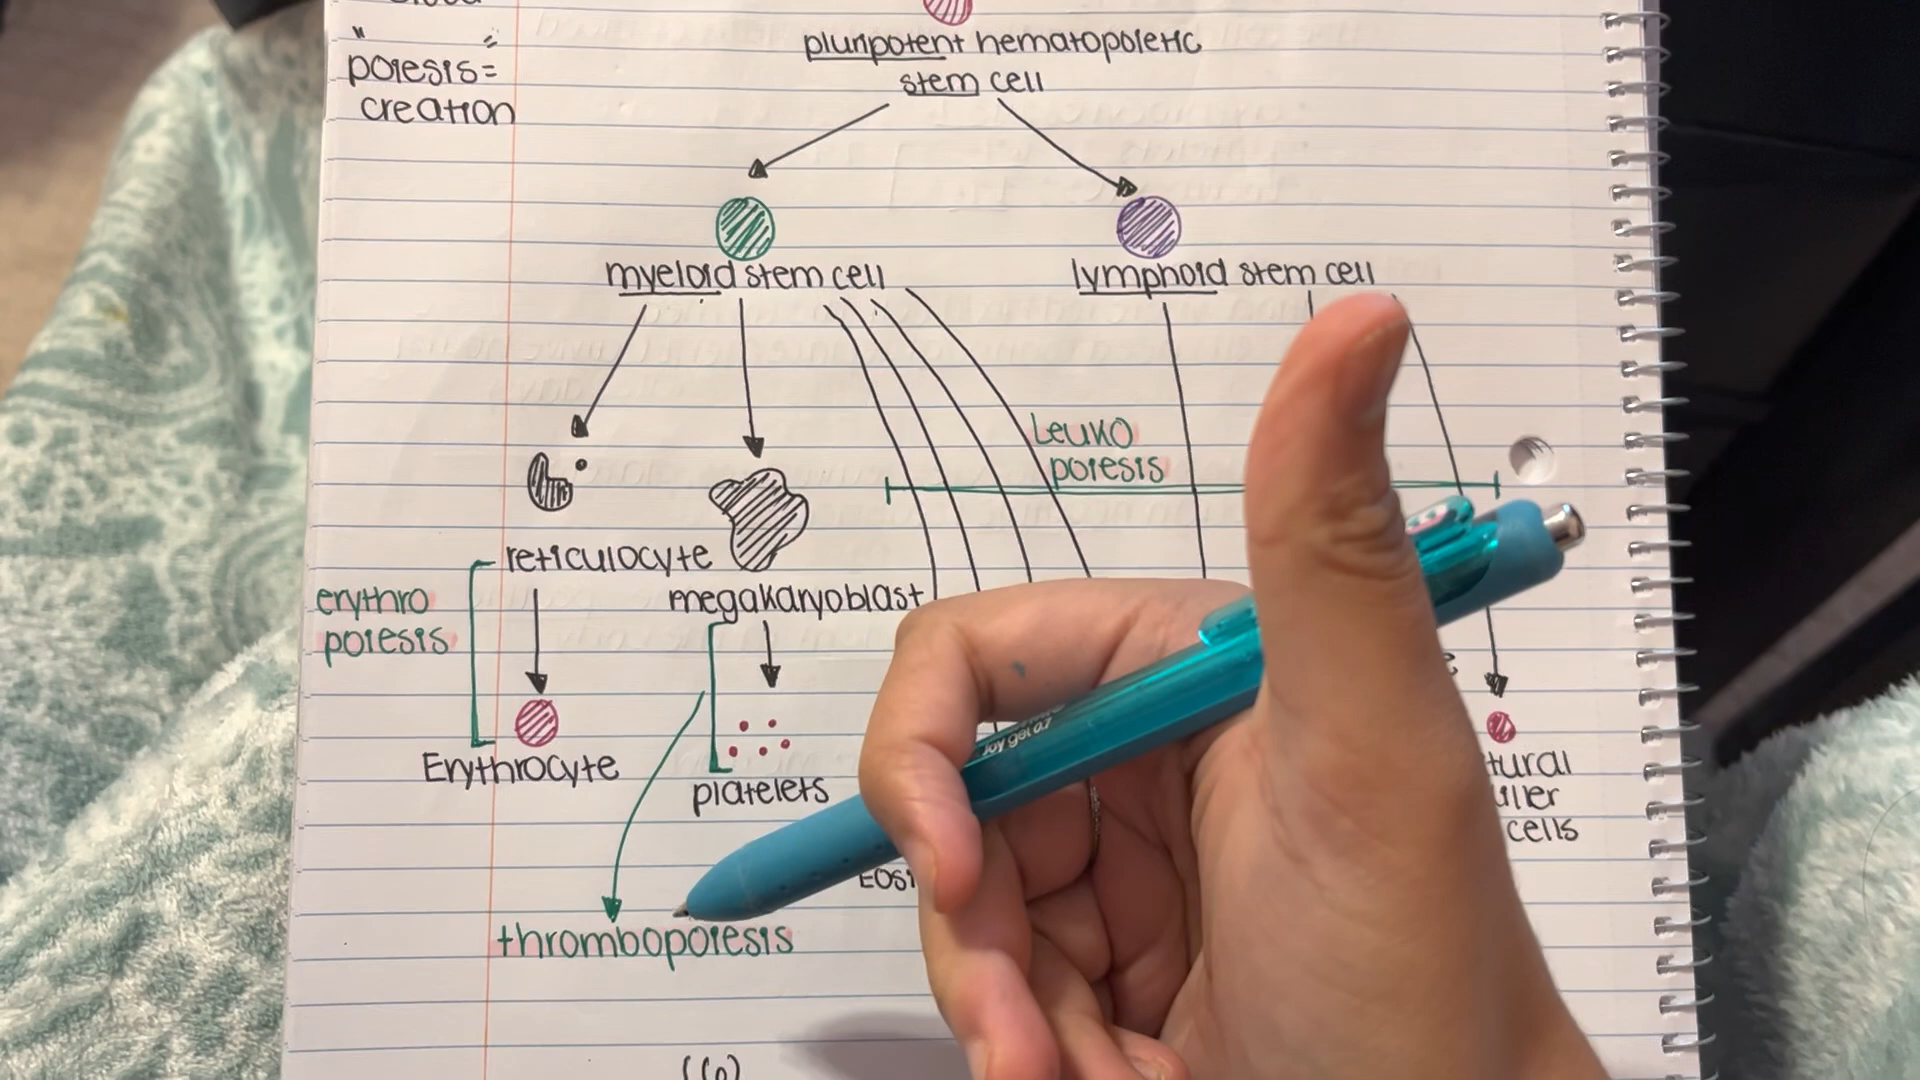 poiesis=
creation
pluripotent hematopoietic
stem cell
myeloid stem cell
lymphoid stem cell
Leuko
poiesis
reticulocyte
megakaryoblast
erythro
poiesis
Erythrocyte
platelets
cells
Joy gel 0.7
thrombopoiesis